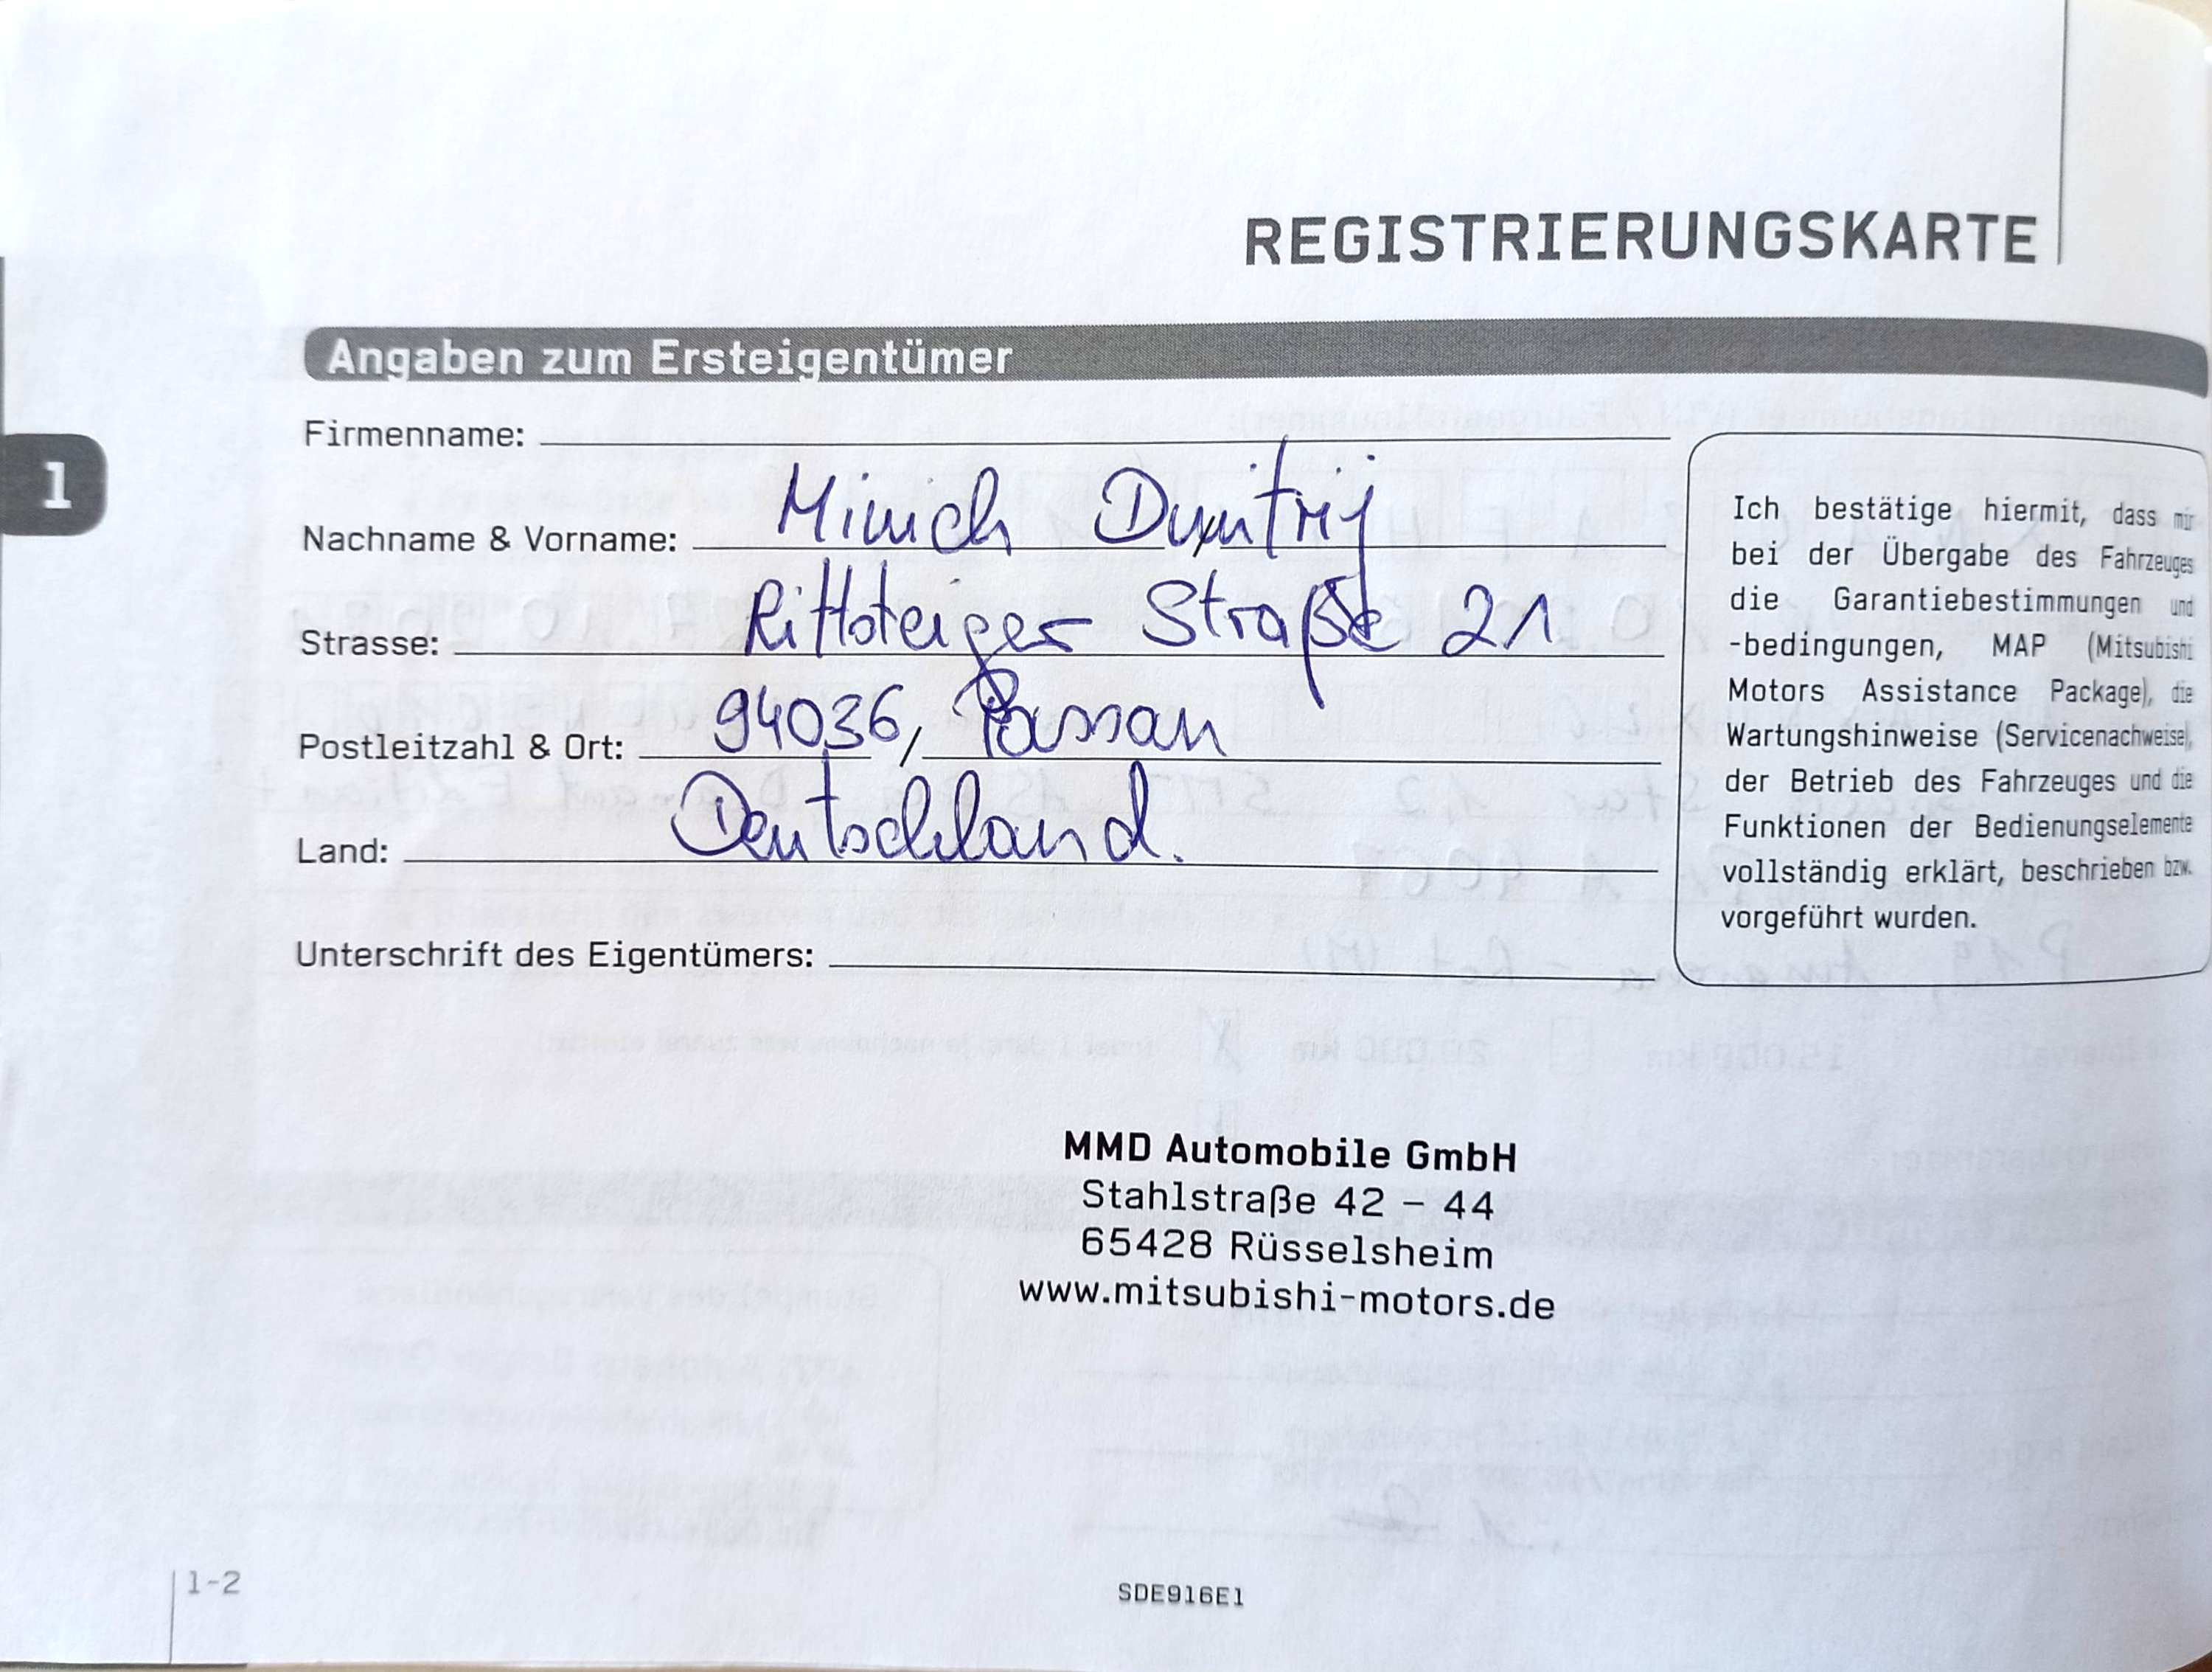 REGISTRIERUNGSKARTE
Angaben zum Ersteigentümer
1
Firmenname:
Nachname & Vorname: Minich Dymitrij
Strasse: Rittsteiger Straße 21
Postleitzahl & Ort: 94036, Passau
Land: Deutschland.
Unterschrift des Eigentümers:
Ich bestätige hiermit, dass mir
bei der Übergabe des Fahrzeuges
die Garantiebestimmungen und
-bedingungen, MAP (Mitsubishi
Motors Assistance Package), die
Wartungshinweise (Servicenachweise),
der Betrieb des Fahrzeuges und die
Funktionen der Bedienungselemente
vollständig erklärt, beschrieben bzw.
vorgeführt wurden.
MMD Automobile GmbH
Stahlstraße 42 – 44
65428 Rüsselsheim
www.mitsubishi-motors.de
1-2
SDE916E1